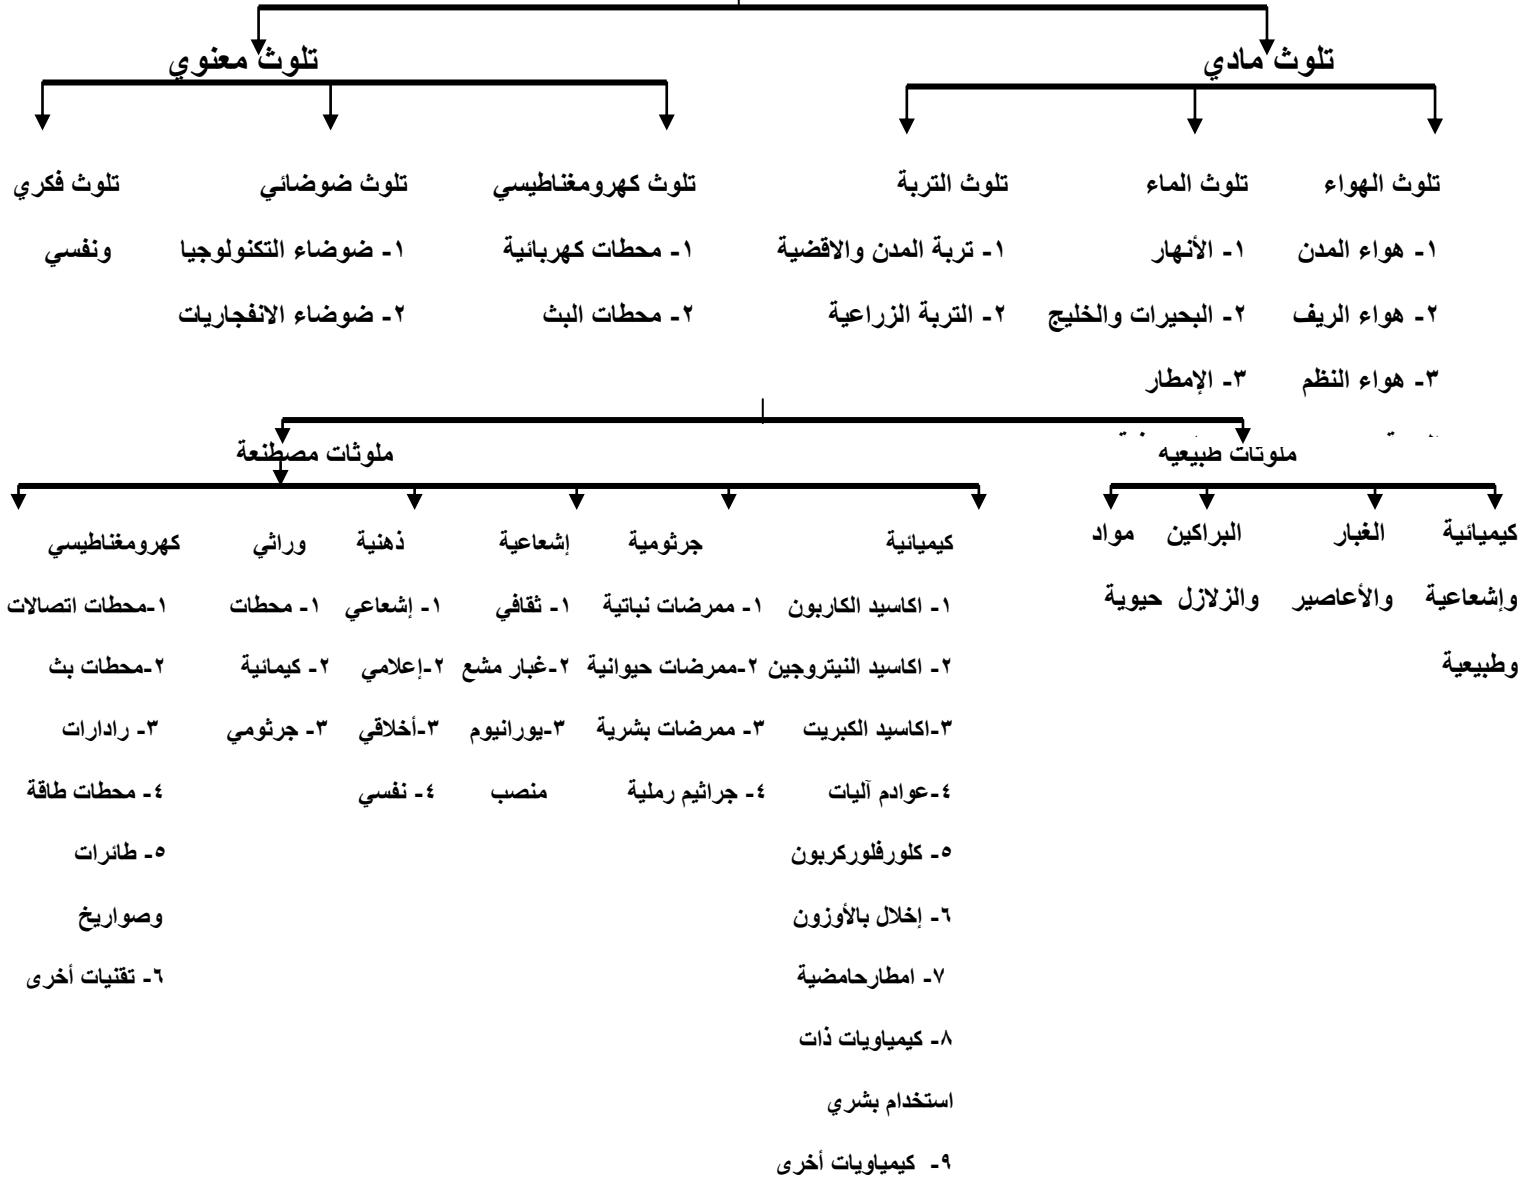 تلوث مادي
تلوث معنوي
تلوث الهواء
١- هواء المدن
٢- هواء الريف
٣- هواء النظم
تلوث الماء
١- الأنهار
٢- البحيرات والخليج
٣- الإمطار
تلوث التربة
١- تربة المدن والاقضية
٢- التربة الزراعية
تلوث كهرومغناطيسي
١- محطات كهربائية
٢- محطات البث
تلوث ضوضائي
١- ضوضاء التكنولوجيا
٢- ضوضاء الانفجاريات
تلوث فكري
ونفسي
ملوثات طبيعيه
ملوثات مصطنعة
كيميائية
وإشعاعية
وطبيعية
الغبار
والأعاصير
البراكين
والزلازل
مواد
حيوية
كيميائية
١- اكاسيد الكاربون
٢- اكاسيد النيتروجين
٣-اكاسيد الكبريت
٤-عوادم آليات
٥- كلورفلوركربون
٦- إخلال بالأوزون
٧- امطارحامضية
٨- كيمياويات ذات
استخدام بشري
٩- كيمياويات أخرى
جرثومية
١- ممرضات نباتية
٢-ممرضات حيوانية
٣- ممرضات بشرية
٤- جراثيم رملية
إشعاعية
١- ثقافي
٢-غبار مشع
٣-يورانيوم
منصب
ذهنية
١- إشعاعي
٢-إعلامي
٣-أخلاقي
٤- نفسي
وراثي
١- محطات
٢- كيمائية
٣- جرثومي
كهرومغناطيسي
١-محطات اتصالات
٢-محطات بث
٣- رادارات
٤- محطات طاقة
٥- طائرات
وصواريخ
٦- تقنيات أخرى